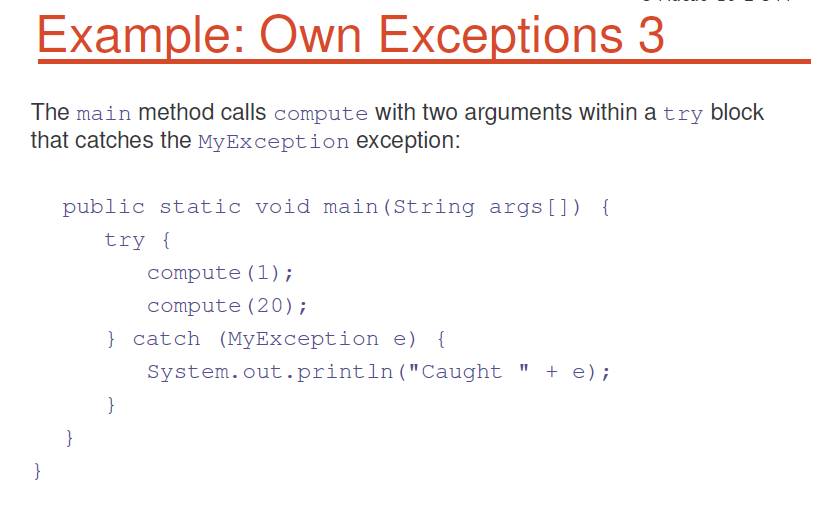 Example: Own Exceptions 3
The main method calls compute with two arguments within a try block
that catches the MyException exception:
public static void main(String args[]) {
try {
compute(1);
compute(20);
} catch (MyException e) {
System.out.println("Caught " + e);
}
}
}